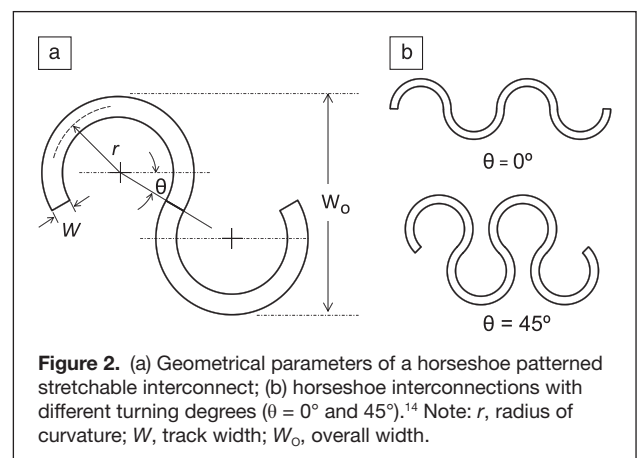 a
b
r
θ
W
Wo
θ = 0º
θ = 45º
Figure 2. (a) Geometrical parameters of a horseshoe patterned
stretchable interconnect; (b) horseshoe interconnections with
different turning degrees (θ = 0° and 45°).¹⁴ Note: r, radius of
curvature; W, track width; Wₒ, overall width.